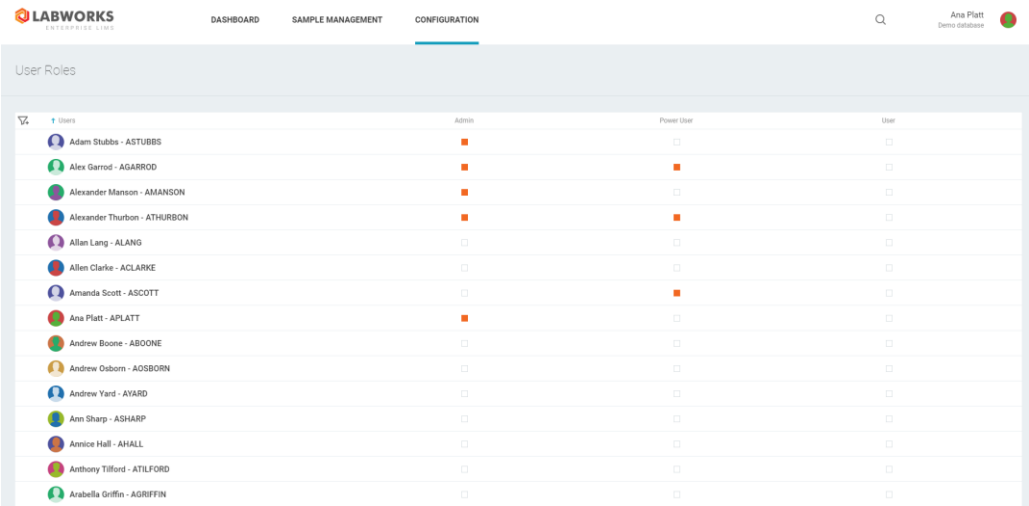 LABWORKS
ENTERPRISE LIMS
DASHBOARD SAMPLE MANAGEMENT CONFIGURATION
Ana Platt
Demo database
User Roles
Users Admin Power User User
Adam Stubbs - ASTUBBS
Alex Garrod - AGARROD
Alexander Manson - AMANSON
Alexander Thurbon - ATHURBON
Allan Lang - ALANG
Allen Clarke - ACLARKE
Amanda Scott - ASCOTT
Ana Platt - APLATT
Andrew Boone - ABOONE
Andrew Osborn - AOSBORN
Andrew Yard - AYARD
Ann Sharp - ASHARP
Annice Hall - AHALL
Anthony Tilford - ATILFORD
Arabella Griffin - AGRIFFIN